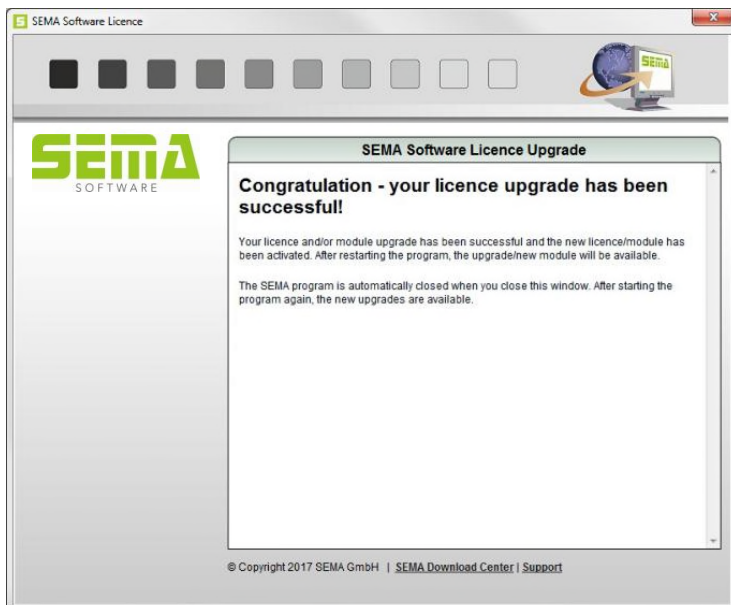 SEMA Software Licence
SEMA
SEMA
SOFTWARE
SEMA Software Licence Upgrade
Congratulation - your licence upgrade has been
successful!
Your licence and/or module upgrade has been successful and the new licence/module has
been activated. After restarting the program, the upgrade/new module will be available.
The SEMA program is automatically closed when you close this window. After starting the
program again, the new upgrades are available.
© Copyright 2017 SEMA GmbH | SEMA Download Center | Support